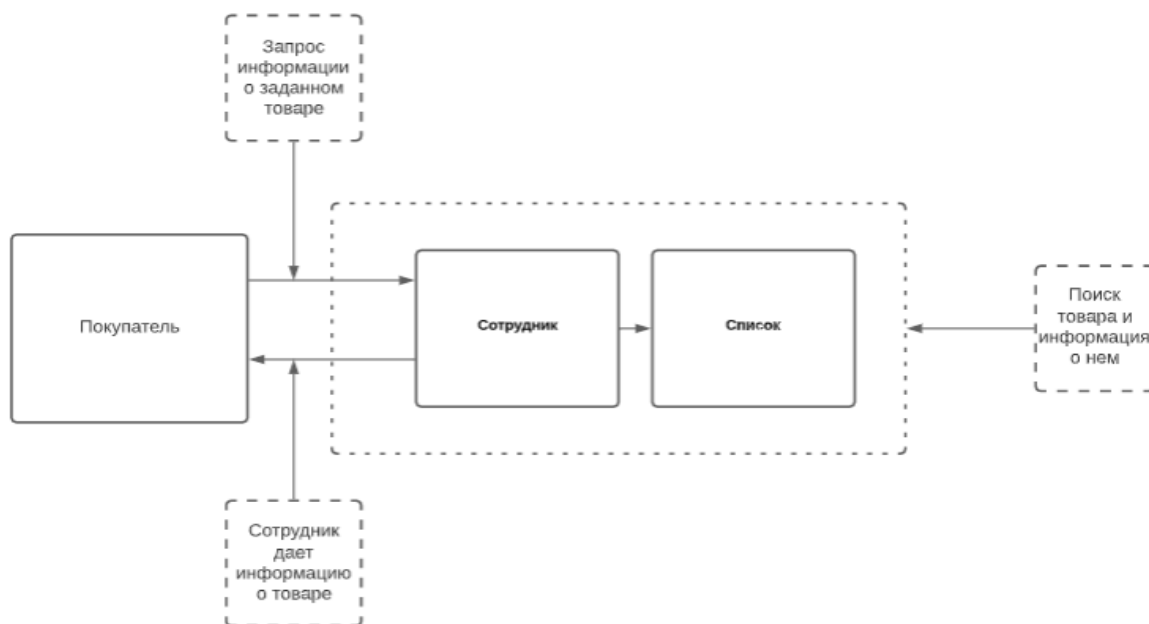 Запрос
информации
о заданном
товаре
Покупатель
Сотрудник
Список
Поиск
товара и
информация
о нем
Сотрудник
дает
информацию
о товаре